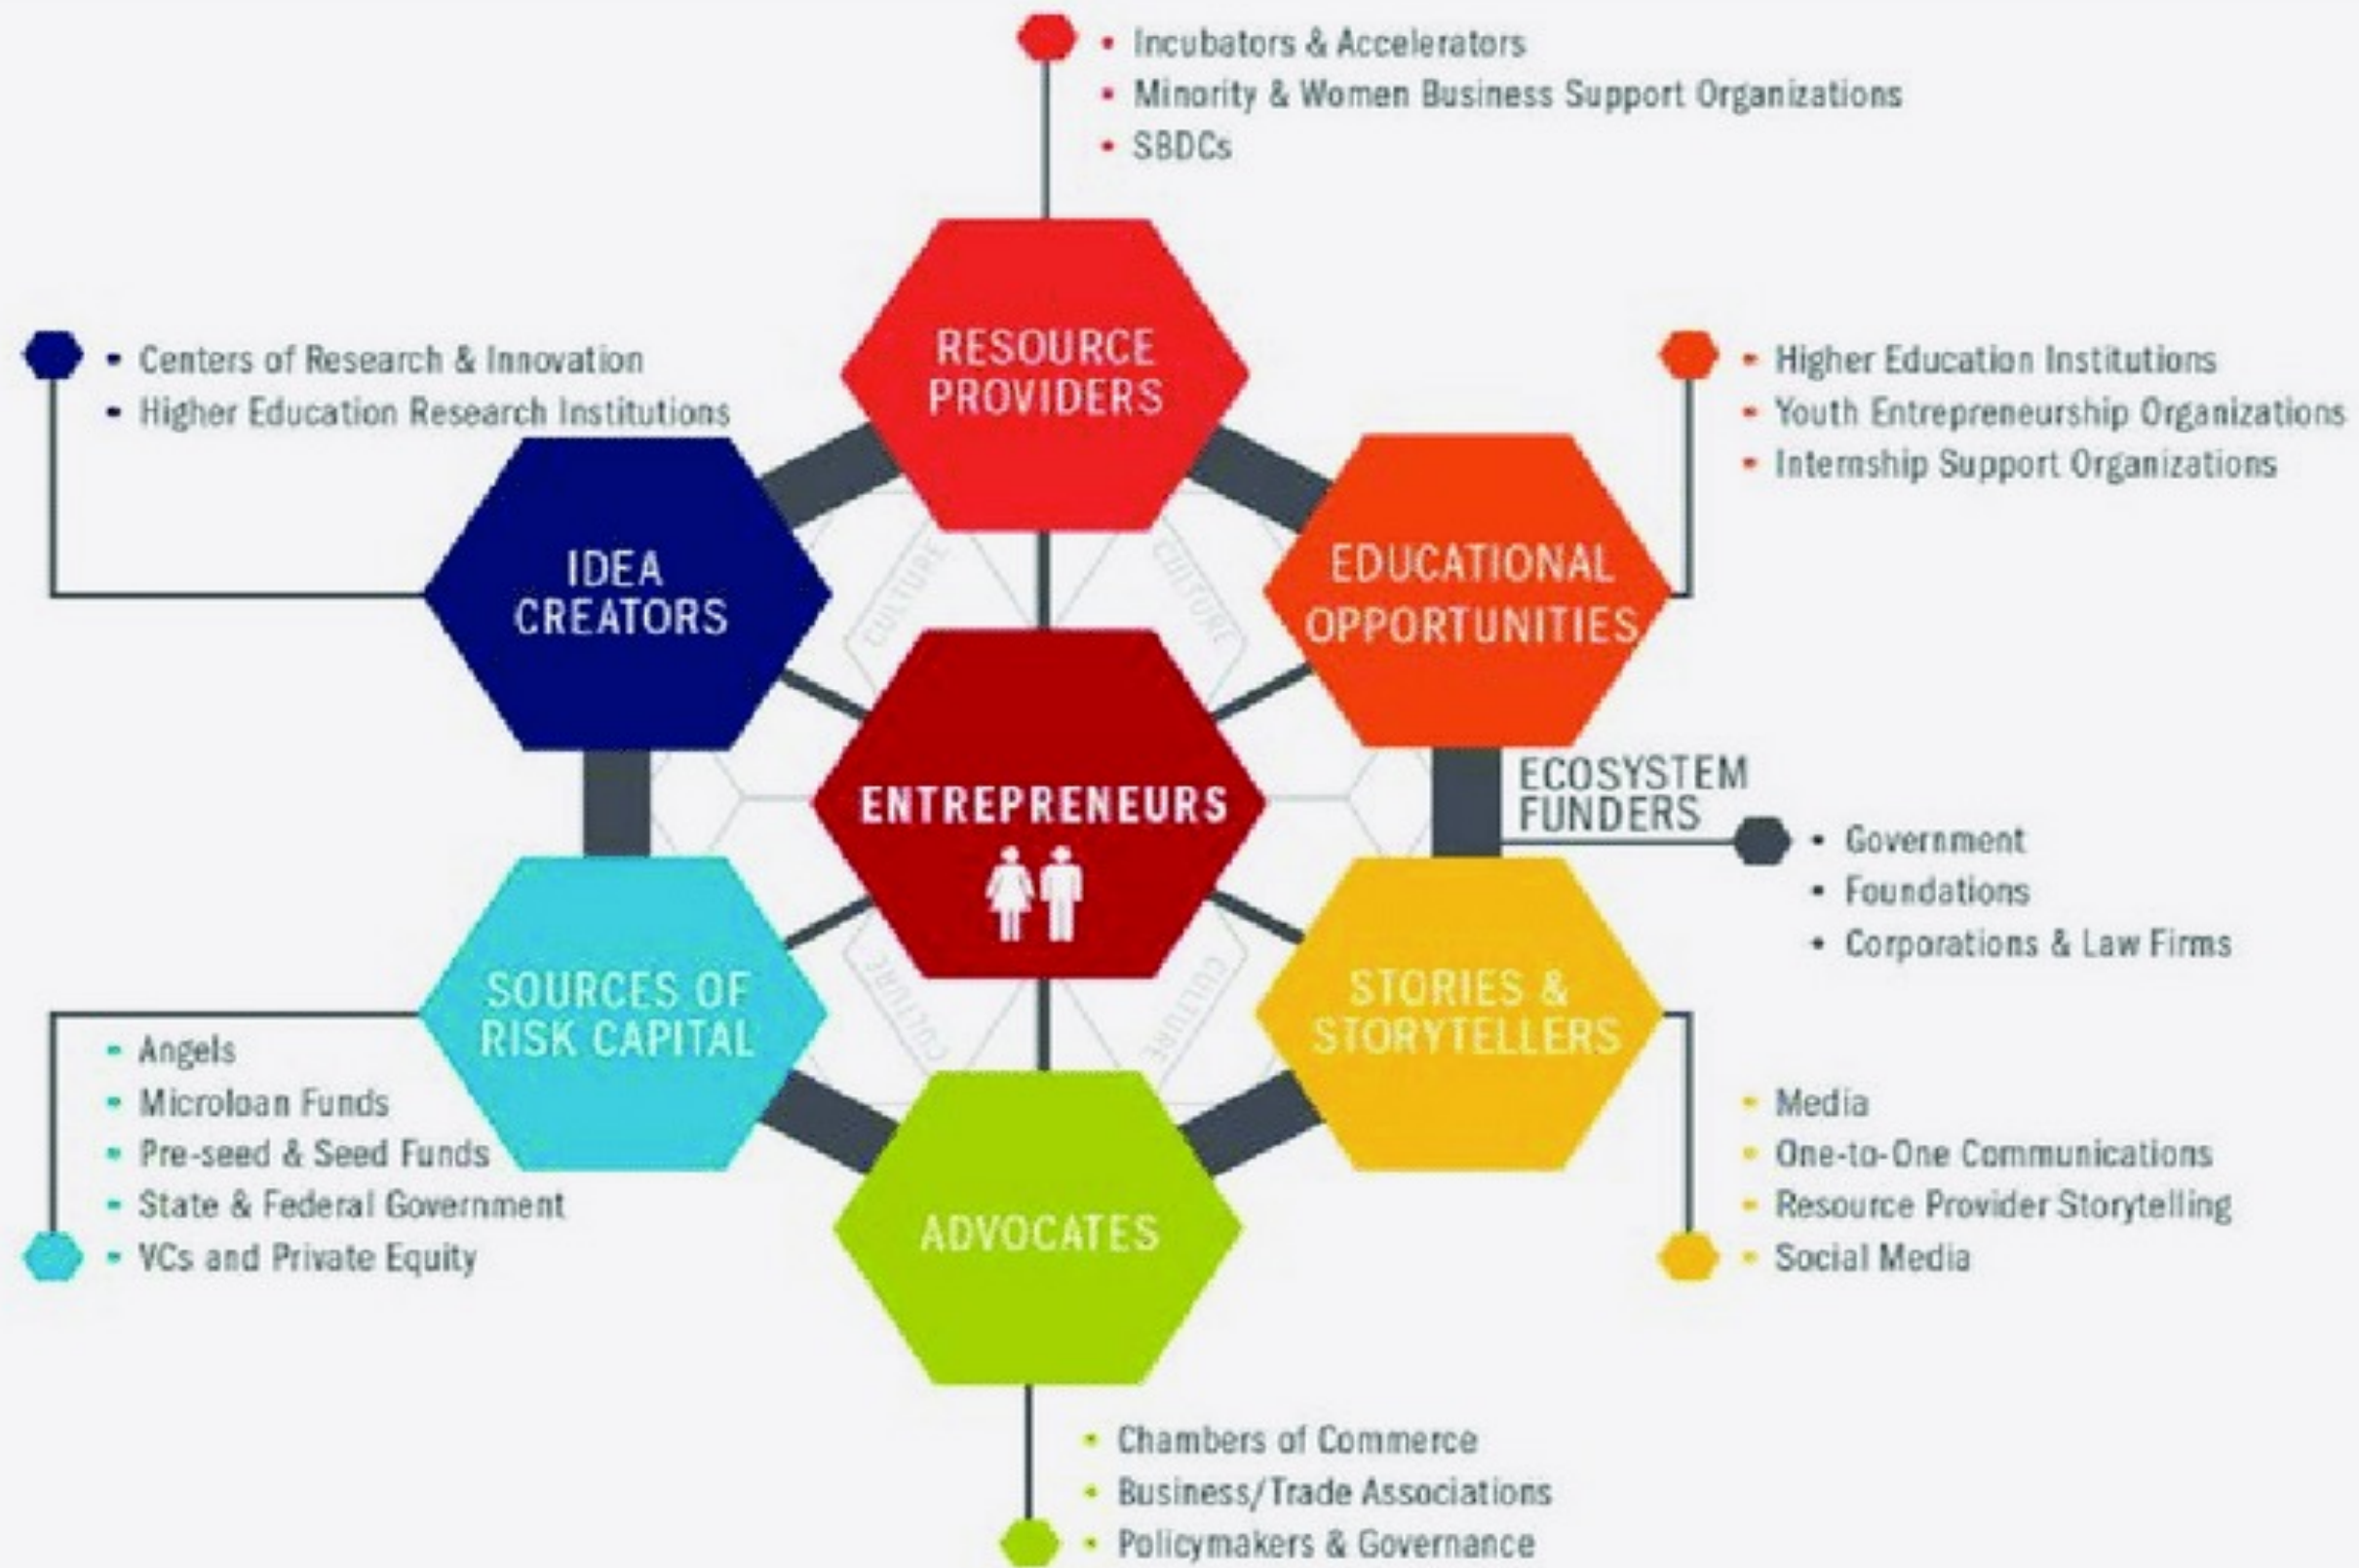 Incubators & Accelerators
Minority & Women Business Support Organizations
SBDCs
RESOURCE
PROVIDERS
Centers of Research & Innovation
Higher Education Research Institutions
IDEA
CREATORS
Higher Education Institutions
Youth Entrepreneurship Organizations
Internship Support Organizations
EDUCATIONAL
OPPORTUNITIES
CULTURE
CULTURE
ENTREPRENEURS
ECOSYSTEM
FUNDERS
Government
Foundations
Corporations & Law Firms
CULTURE
CULTURE
SOURCES OF
RISK CAPITAL
Angels
Microloan Funds
Pre-seed & Seed Funds
State & Federal Government
VCs and Private Equity
STORIES &
STORYTELLERS
Media
One-to-One Communications
Resource Provider Storytelling
Social Media
ADVOCATES
Chambers of Commerce
Business/Trade Associations
Policymakers & Governance